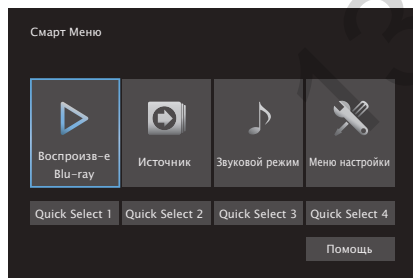 Смарт Меню
Воспроизв-е
Blu-ray
Источник
Звуковой режим
Меню настройки
Quick Select 1
Quick Select 2
Quick Select 3
Quick Select 4
Помощь